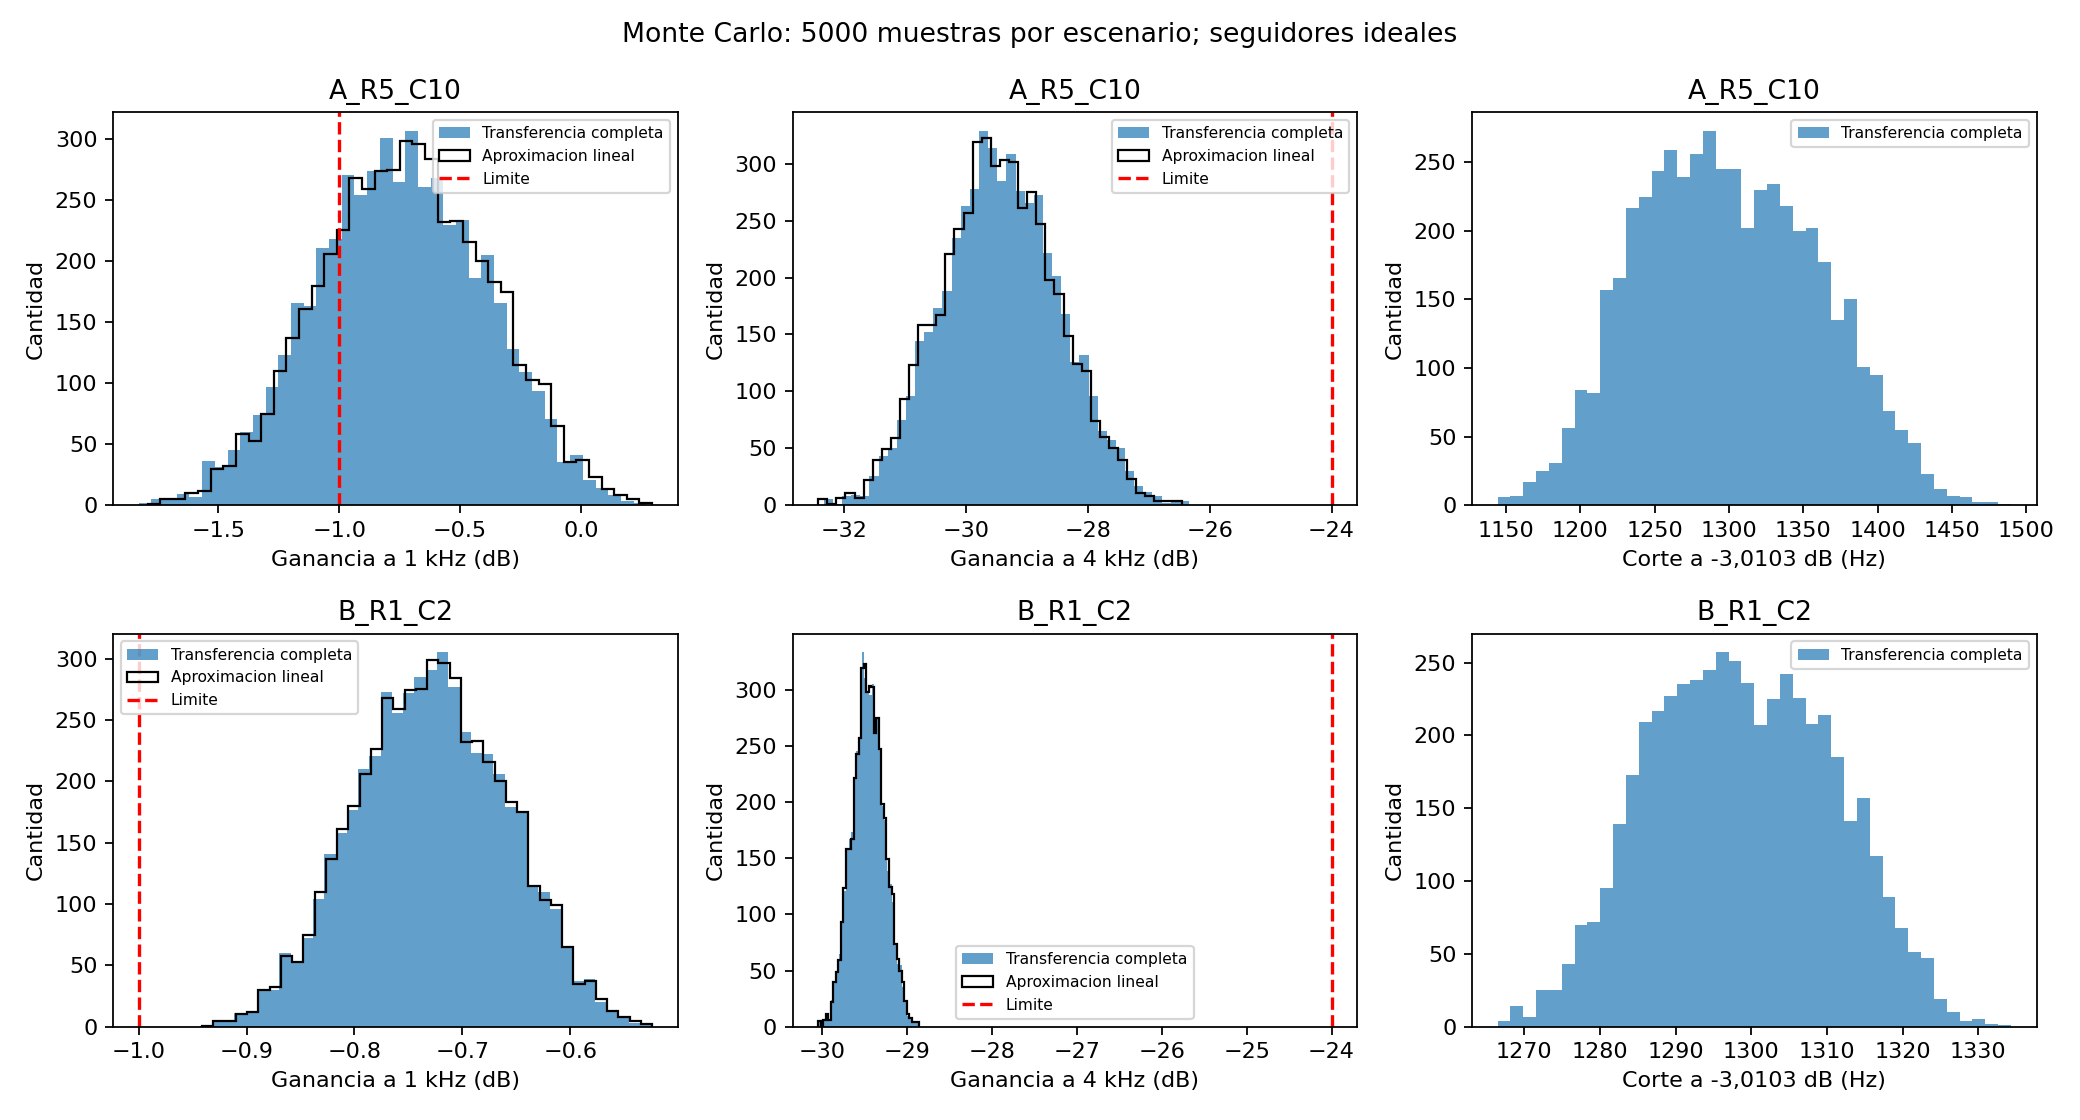 Monte Carlo: 5000 muestras por escenario; seguidores ideales
A_R5_C10
Transferencia completa
Aproximacion lineal
Limite
300
250
200
150
100
50
0
Cantidad
−1.5 −1.0 −0.5 0.0
Ganancia a 1 kHz (dB)
A_R5_C10
Transferencia completa
Aproximacion lineal
Limite
300
250
200
150
100
50
0
Cantidad
−32 −30 −28 −26 −24
Ganancia a 4 kHz (dB)
A_R5_C10
Transferencia completa
250
200
150
100
50
0
Cantidad
1150 1200 1250 1300 1350 1400 1450 1500
Corte a -3,0103 dB (Hz)
B_R1_C2
Transferencia completa
Aproximacion lineal
Limite
300
250
200
150
100
50
0
Cantidad
−1.0 −0.9 −0.8 −0.7 −0.6
Ganancia a 1 kHz (dB)
B_R1_C2
300
250
200
150
100
50
0
Cantidad
Transferencia completa
Aproximacion lineal
Limite
−30 −29 −28 −27 −26 −25 −24
Ganancia a 4 kHz (dB)
B_R1_C2
Transferencia completa
250
200
150
100
50
0
Cantidad
1270 1280 1290 1300 1310 1320 1330
Corte a -3,0103 dB (Hz)